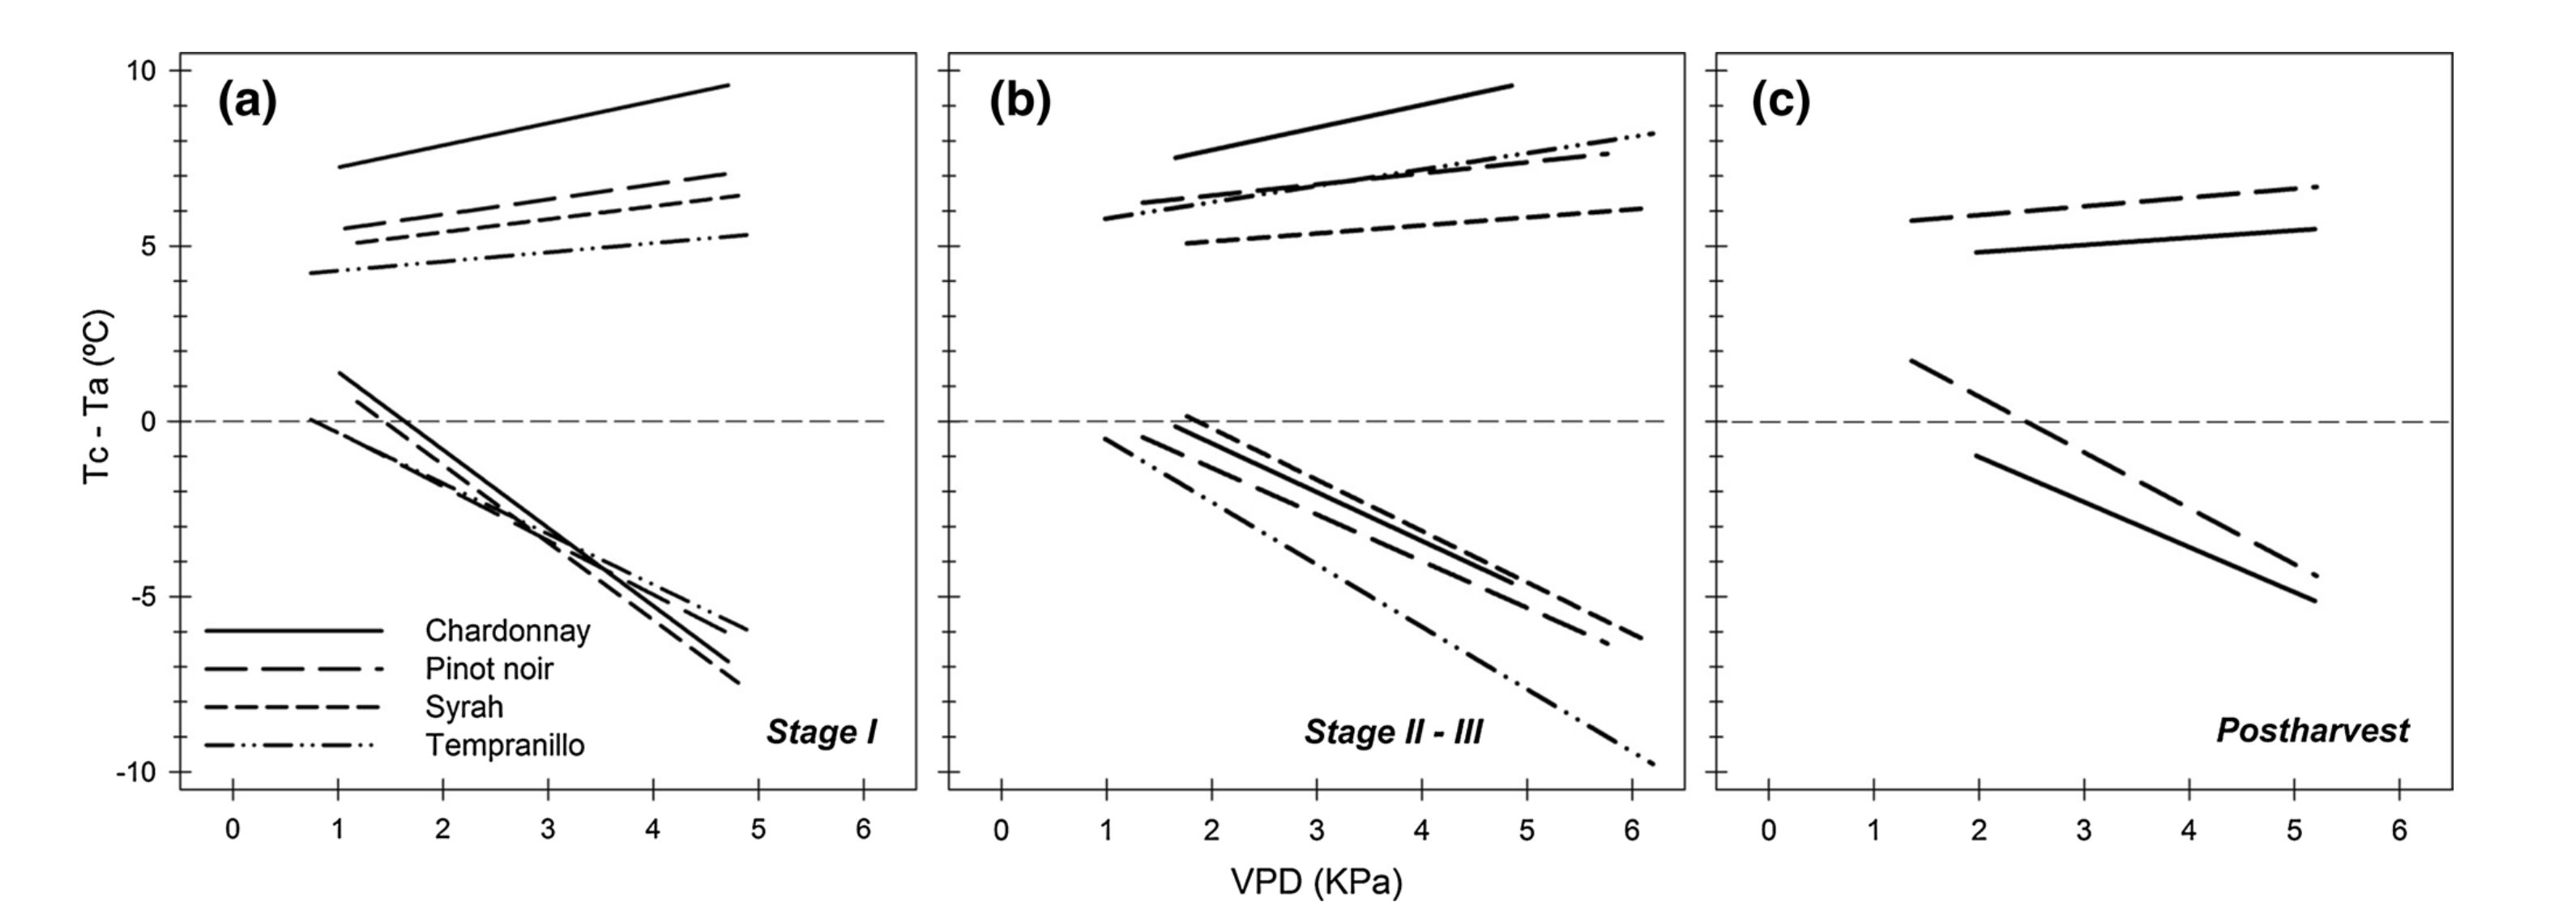 (a) (b) (c)
10
5
0
-5
-10
Tc - Ta (ºC)
Chardonnay
Pinot noir
Syrah
Tempranillo
Stage I
Stage II - III
Postharvest
0 1 2 3 4 5 6
0 1 2 3 4 5 6
0 1 2 3 4 5 6
VPD (KPa)